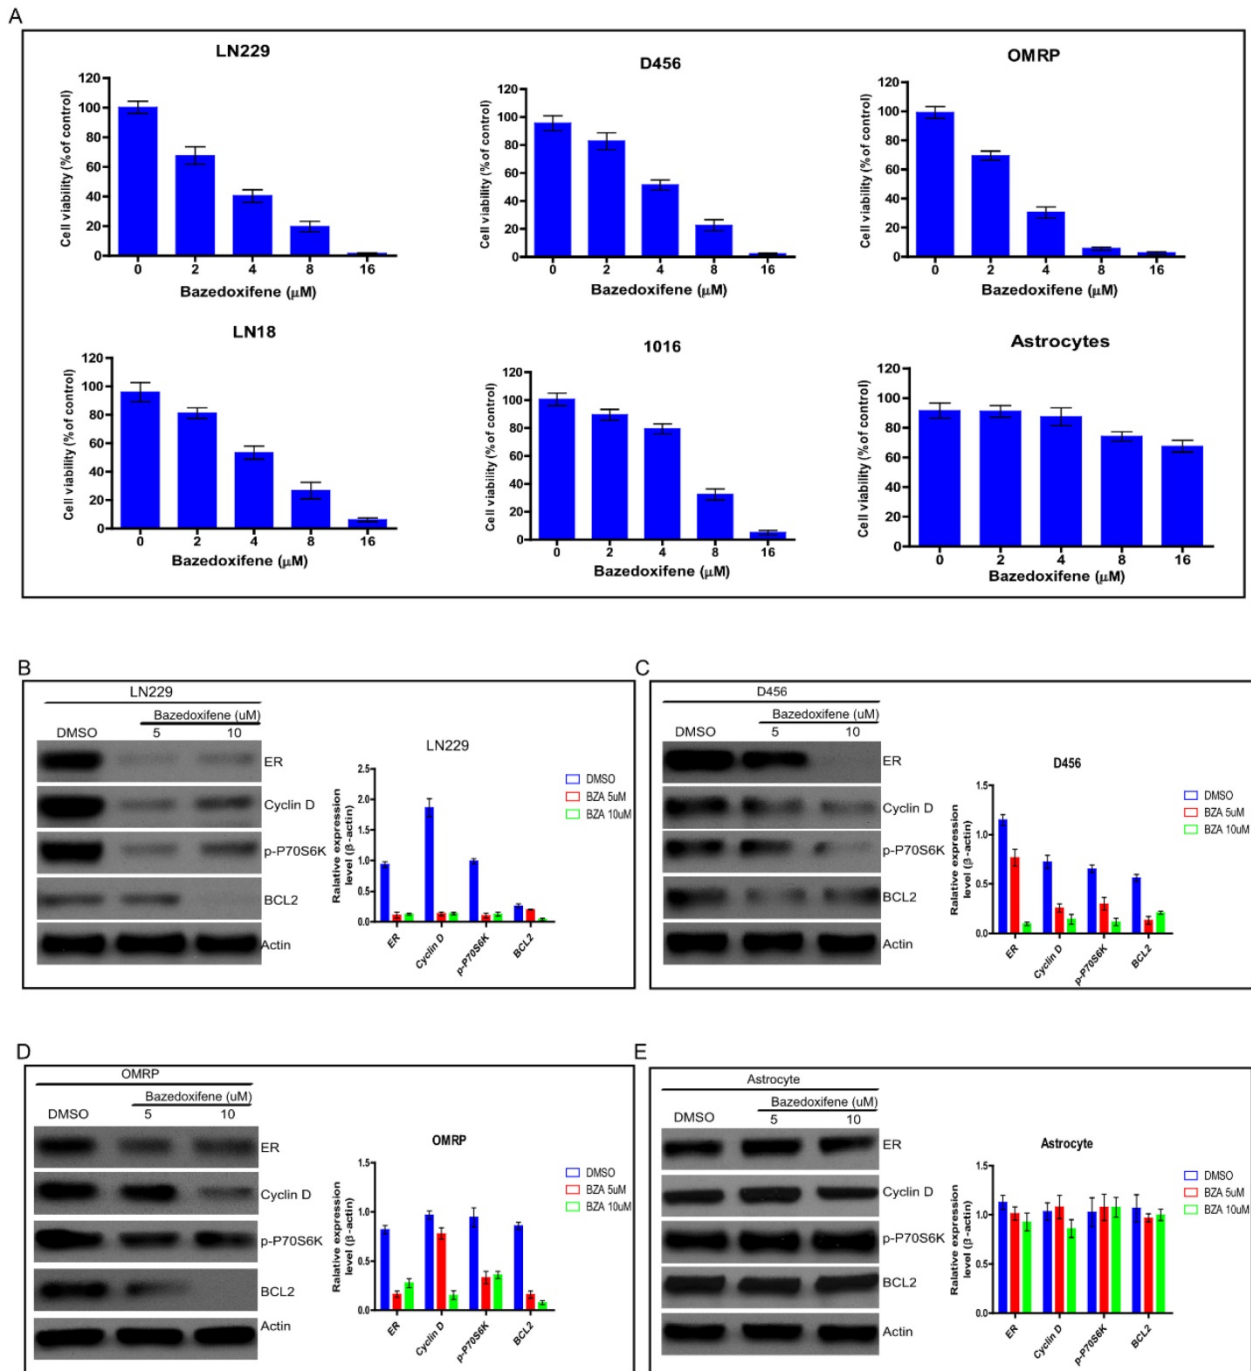 A
LN229
Cell viability (% of control)
120
100
80
60
40
20
0
0 2 4 8 16
Bazedoxifene (μM)
D456
Cell viability (% of control)
120
100
80
60
40
20
0
0 2 4 8 16
Bazedoxifene (μM)
OMRP
Cell viability (% of control)
120
100
80
60
40
20
0
0 2 4 8 16
Bazedoxifene (μM)
LN18
Cell viability (% of control)
120
100
80
60
40
20
0
0 2 4 8 16
Bazedoxifene (μM)
1016
Cell viability (% of control)
120
100
80
60
40
20
0
0 2 4 8 16
Bazedoxifene (μM)
Astrocytes
Cell viability (% of control)
120
100
80
60
40
20
0
0 2 4 8 16
Bazedoxifene (μM)
B
LN229
Bazedoxifene (uM)
DMSO 5 10
ER
Cyclin D
p-P70S6K
BCL2
Actin
LN229
Ralative expression
level (β-actin)
2.5
2.0
1.5
1.0
0.5
0.0
ER Cyclin D p-P70S6K BCL2
DMSO
BZA 5uM
BZA 10uM
C
D456
Bazedoxifene (uM)
DMSO 5 10
ER
Cyclin D
p-P70S6K
BCL2
Actin
D456
Ralative expression
level (β-actin)
1.5
1.0
0.5
0.0
ER Cyclin D p-P70S6K BCL2
DMSO
BZA 5uM
BZA 10uM
D
OMRP
Bazedoxifene (uM)
DMSO 5 10
ER
Cyclin D
p-P70S6K
BCL2
Actin
OMRP
Ralative expression
level (β-actin)
1.5
1.0
0.5
0.0
ER Cyclin D p-P70S6K BCL2
DMSO
BZA 5uM
BZA 10uM
E
Astrocyte
Bazedoxifene (uM)
DMSO 5 10
ER
Cyclin D
p-P70S6K
BCL2
Actin
Astrocyte
Ralative expression
level (β-actin)
1.5
1.0
0.5
0.0
ER Cyclin D p-P70S6K BCL2
DMSO
BZA 5uM
BZA 10uM